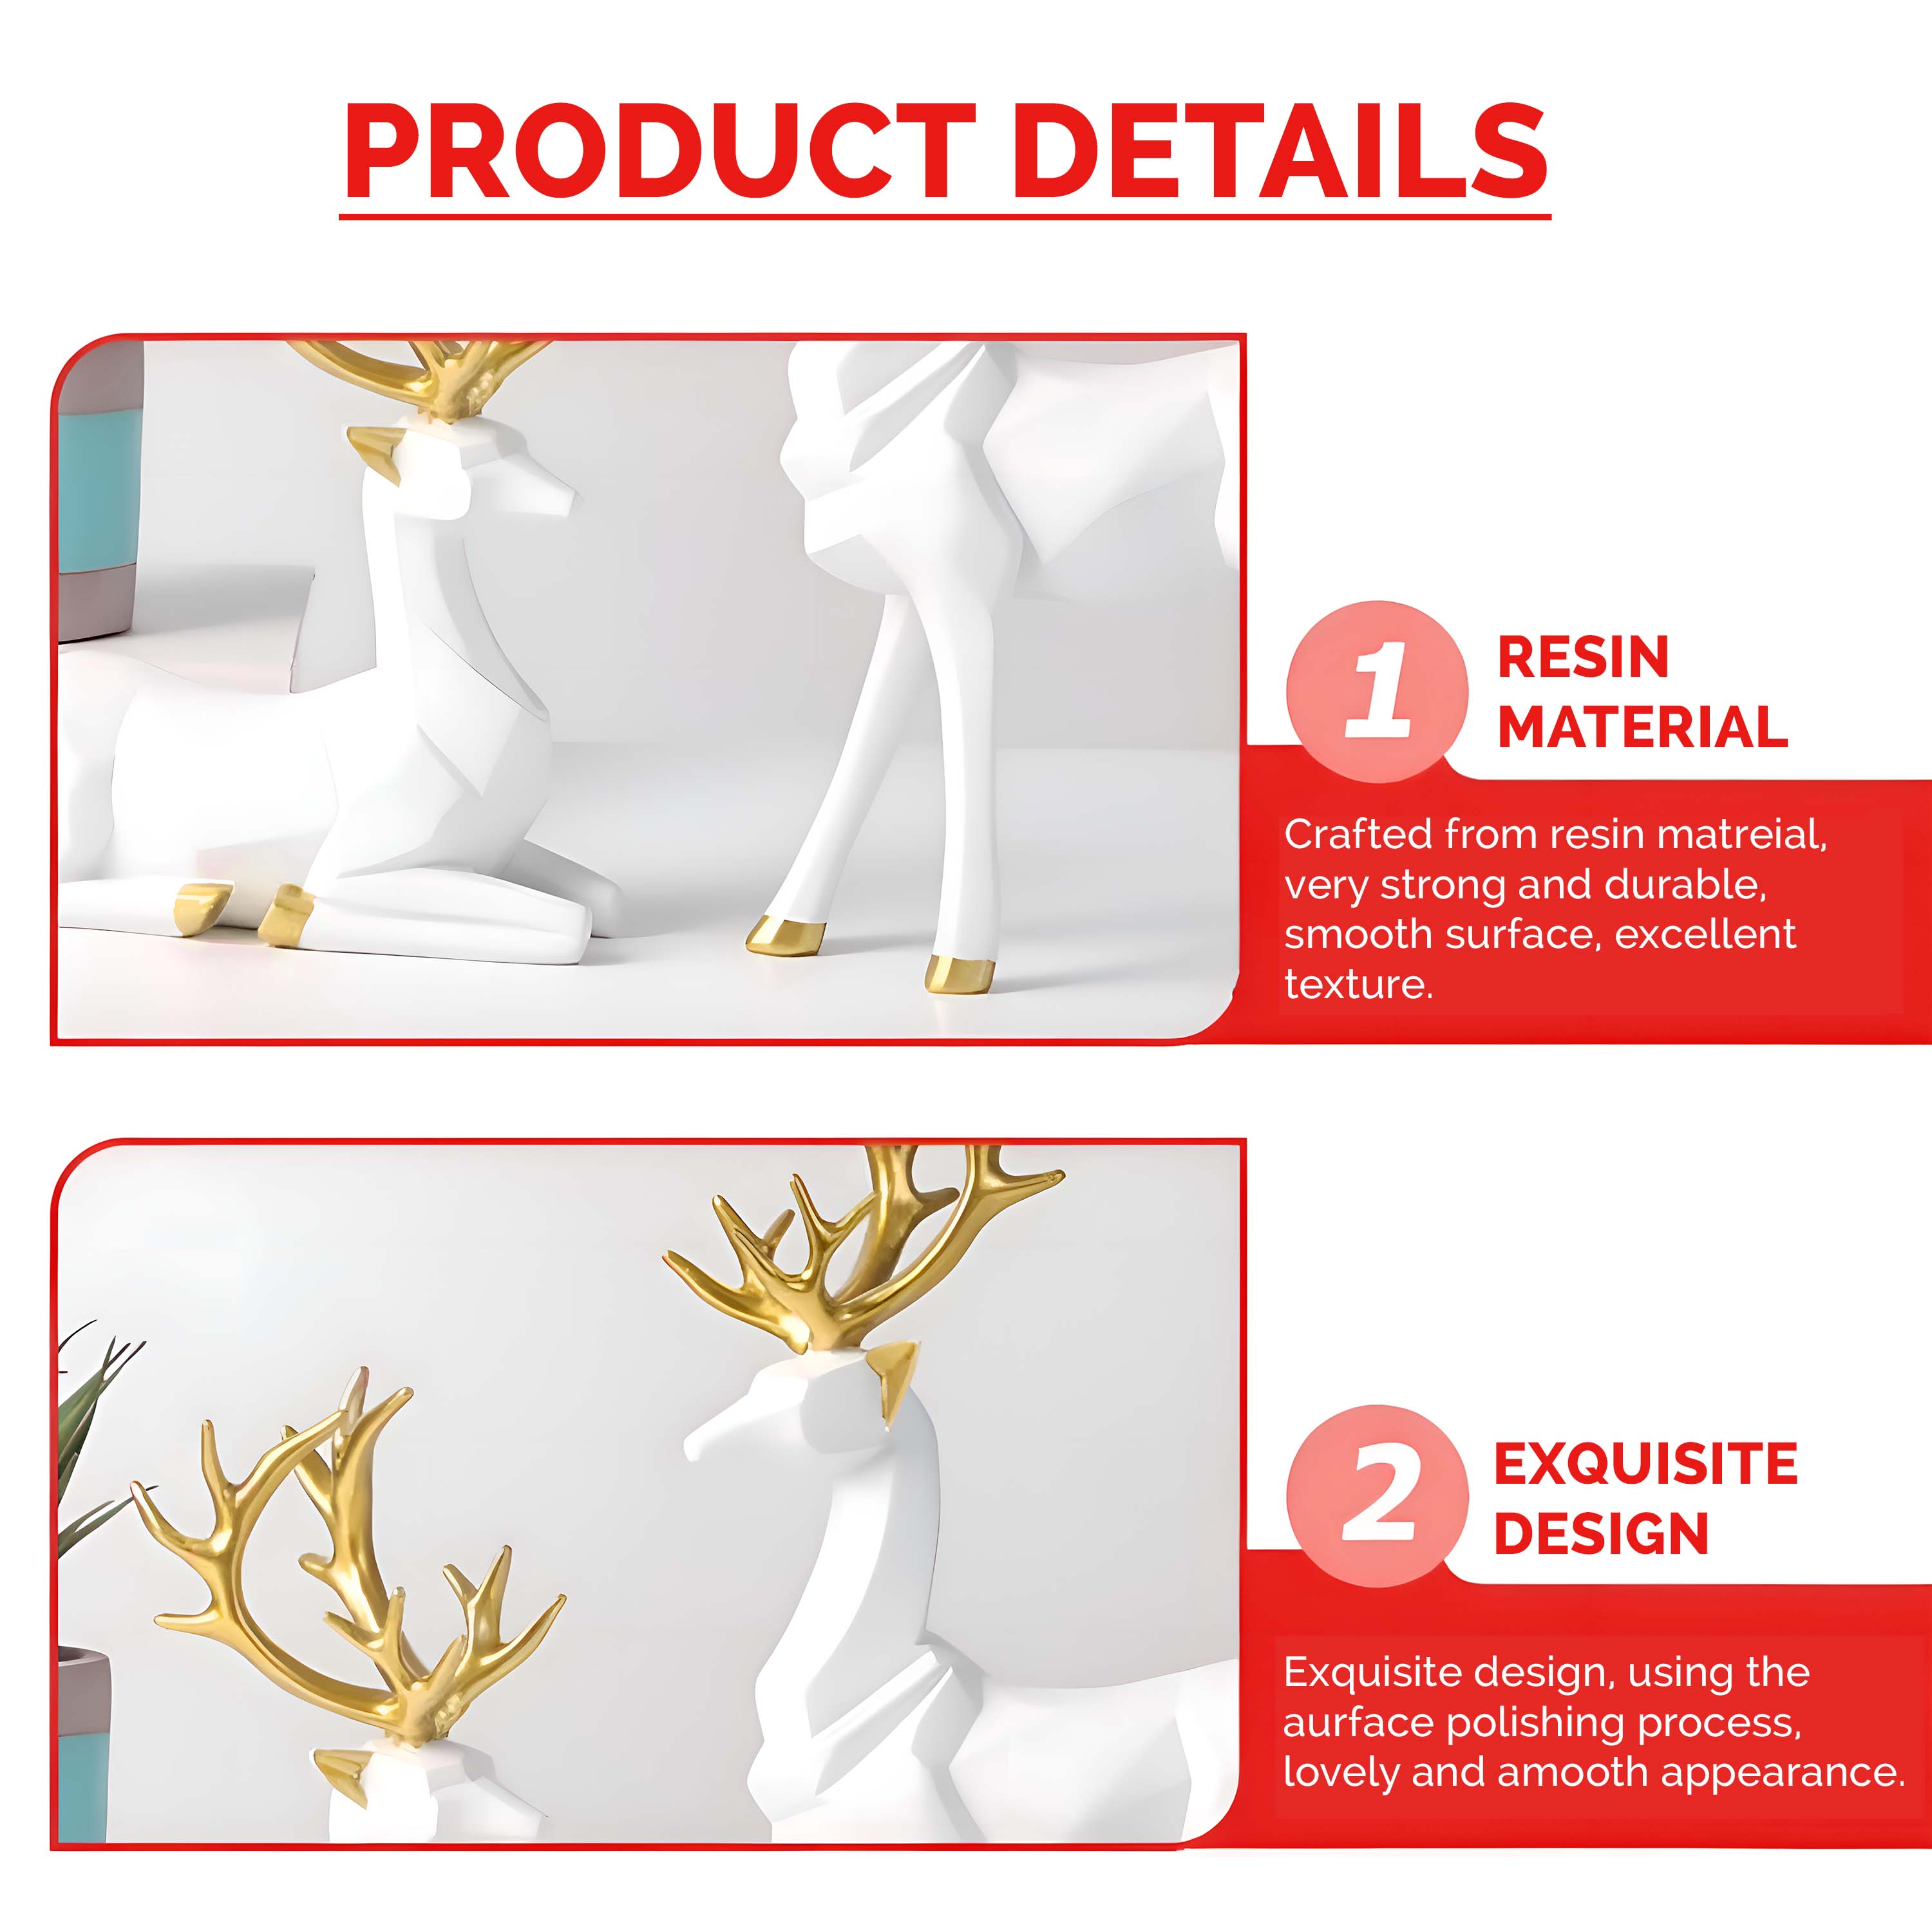 PRODUCT DETAILS
1
RESIN
MATERIAL
Crafted from resin matreial,
very strong and durable,
smooth surface, excellent
texture.
2
EXQUISITE
DESIGN
Exquisite design, using the
aurface polishing process,
lovely and amooth appearance.